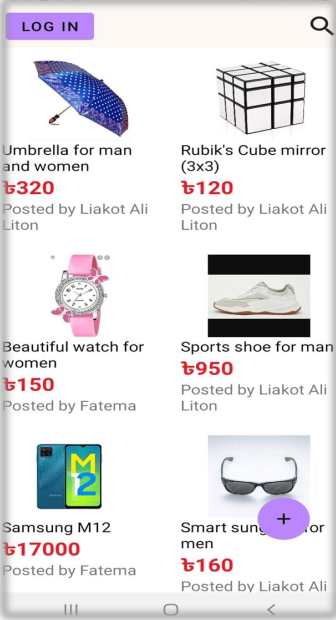 LOG IN
Umbrella for man
and women
৳320
Posted by Liakot Ali
Liton
Rubik's Cube mirror
(3x3)
৳120
Posted by Liakot Ali
Liton
Beautiful watch for
women
৳150
Posted by Fatema
Sports shoe for man
৳950
Posted by Liakot Ali
Liton
M
12
Samsung M12
৳17000
Posted by Fatema
Smart sung
for
men
+
৳160
Posted by Liakot Ali